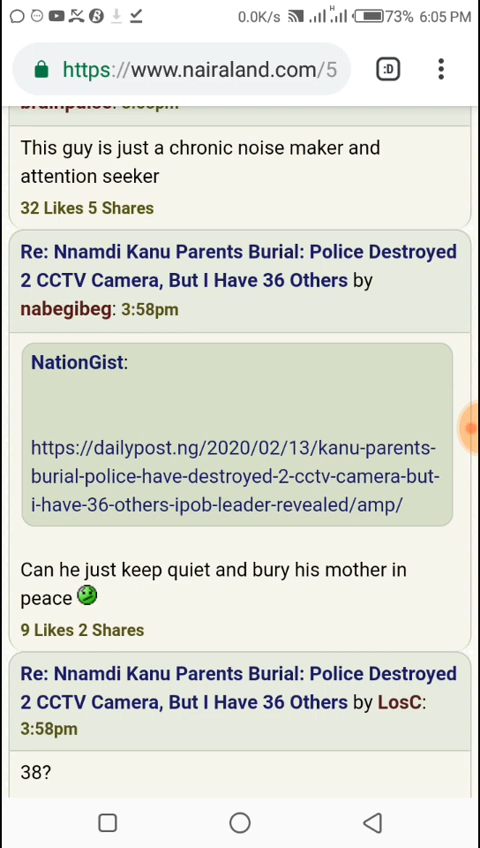 0.0K/s H 73% 6:05 PM
https://www.nairaland.com/5
:D
This guy is just a chronic noise maker and
attention seeker
32 Likes 5 Shares
Re: Nnamdi Kanu Parents Burial: Police Destroyed
2 CCTV Camera, But I Have 36 Others by
nabegibeg: 3:58pm
NationGist:
https://dailypost.ng/2020/02/13/kanu-parents-
burial-police-have-destroyed-2-cctv-camera-but-
i-have-36-others-ipob-leader-revealed/amp/
Can he just keep quiet and bury his mother in
peace
9 Likes 2 Shares
Re: Nnamdi Kanu Parents Burial: Police Destroyed
2 CCTV Camera, But I Have 36 Others by LosC:
3:58pm
38?